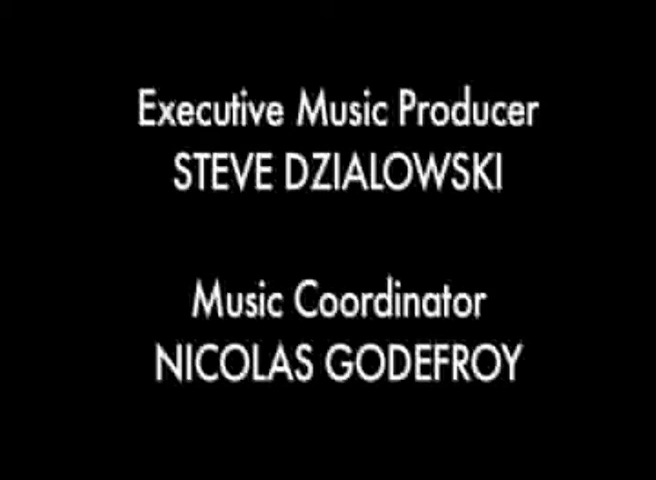 Executive Music Producer
STEVE DZIALOWSKI
Music Coordinator
NICOLAS GODEFROY